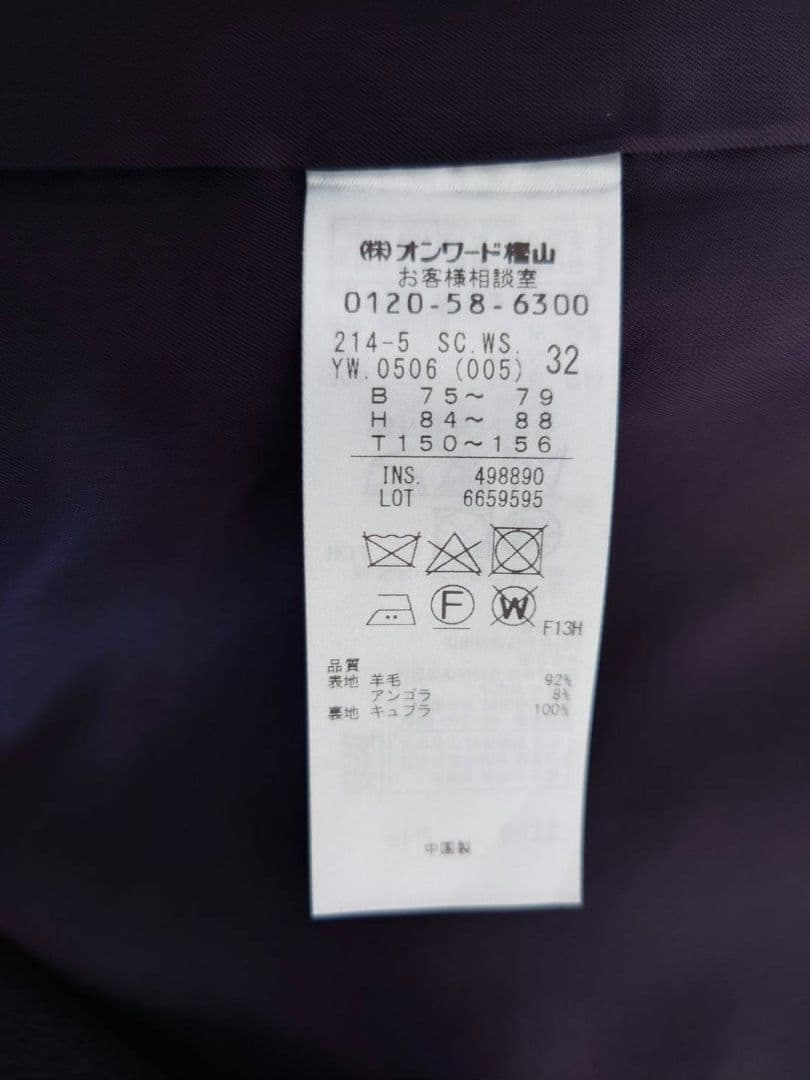 (株)オンワード樫山
お客様相談室
0120-58-6300
214-5 SC.WS. 32
YW.0506 (005)
B 75～ 79
H 84～ 88
T150～156
INS. 498890
LOT 6659595
F W
F13H
品質
表地 羊毛 92%
アンゴラ 8%
裏地 キュプラ 100%
中国製